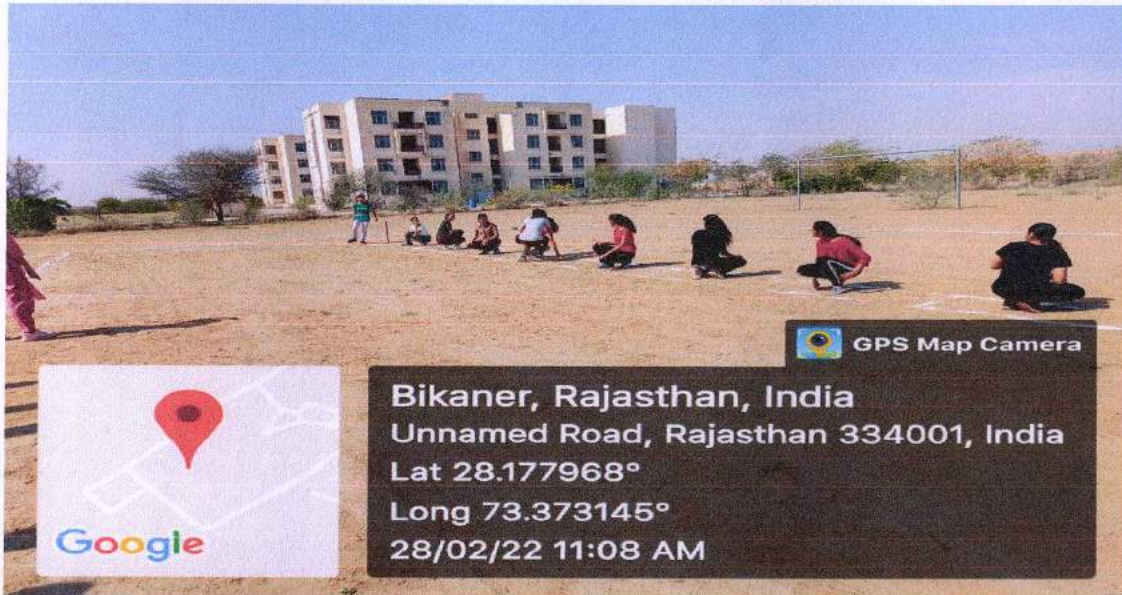 GPS Map Camera
Bikaner, Rajasthan, India
Unnamed Road, Rajasthan 334001, India
Lat 28.177968°
Long 73.373145°
28/02/22 11:08 AM
Google